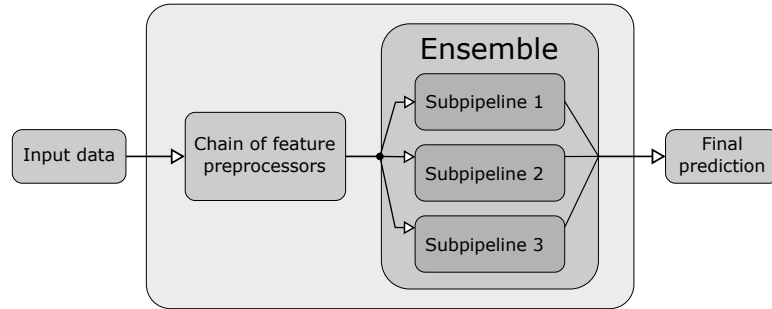 Ensemble
Subpipeline 1
Chain of feature
preprocessors
Input data
Subpipeline 2
Final
prediction
Subpipeline 3